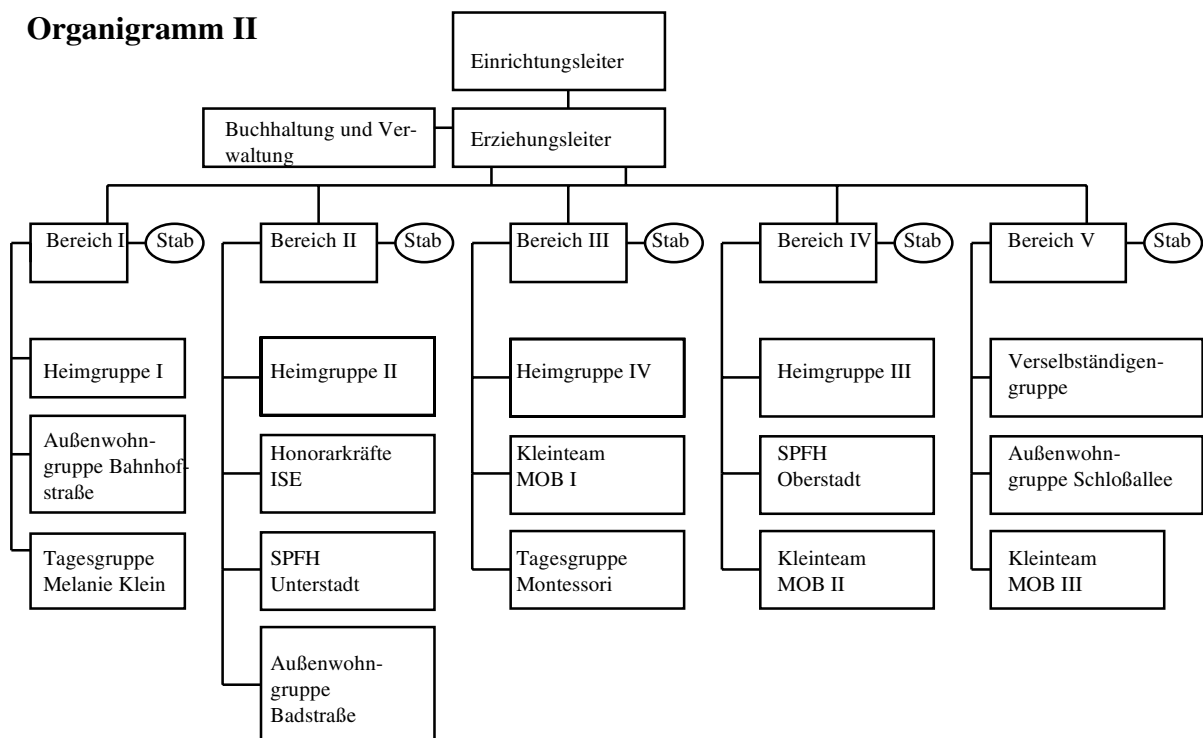 Organigramm II
Einrichtungsleiter
Buchhaltung und Ver-
waltung
Erziehungsleiter
Bereich I
Stab
Bereich II
Stab
Bereich III
Stab
Bereich IV
Stab
Bereich V
Stab
Heimgruppe I
Außenwohn-
gruppe Bahnhof-
straße
Tagesgruppe
Melanie Klein
Heimgruppe II
Honorarkräfte
ISE
SPFH
Unterstadt
Außenwohn-
gruppe
Badstraße
Heimgruppe IV
Kleinteam
MOB I
Tagesgruppe
Montessori
Heimgruppe III
SPFH
Oberstadt
Kleinteam
MOB II
Verselbständigen-
gruppe
Außenwohn-
gruppe Schloßallee
Kleinteam
MOB III